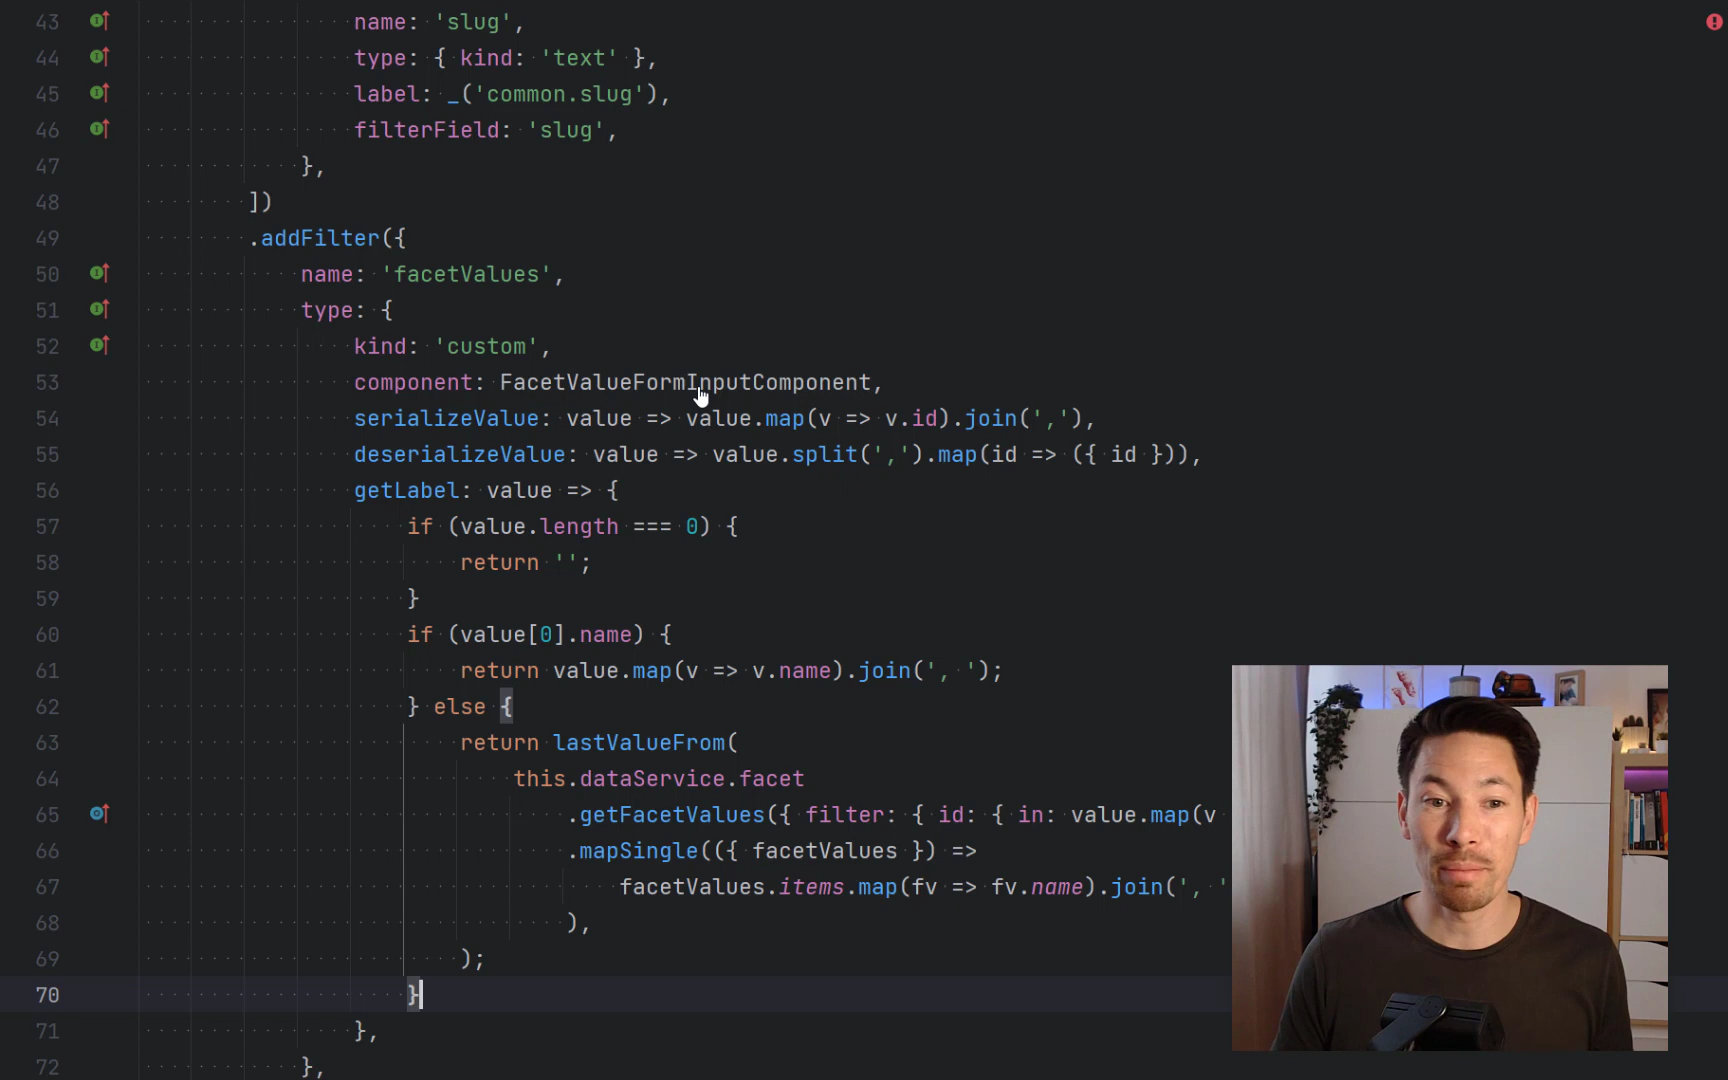 43 name: 'slug',
44 type: { kind: 'text' },
45 label: _('common.slug'),
46 filterField: 'slug',
47 },
48 ])
49 .addFilter({
50 name: 'facetValues',
51 type: {
52 kind: 'custom',
53 component: FacetValueFormInputComponent,
54 serializeValue: value => value.map(v => v.id).join(','),
55 deserializeValue: value => value.split(',').map(id => ({ id })),
56 getLabel: value => {
57 if (value.length === 0) {
58 return '';
59 }
60 if (value[0].name) {
61 return value.map(v => v.name).join(', ');
62 } else {
63 return lastValueFrom(
64 this.dataService.facet
65 .getFacetValues({ filter: { id: { in: value.map(v
66 .mapSingle(({ facetValues }) =>
67 facetValues.items.map(fv => fv.name).join(', '
68 ),
69 );
70 }
71 },
72 },